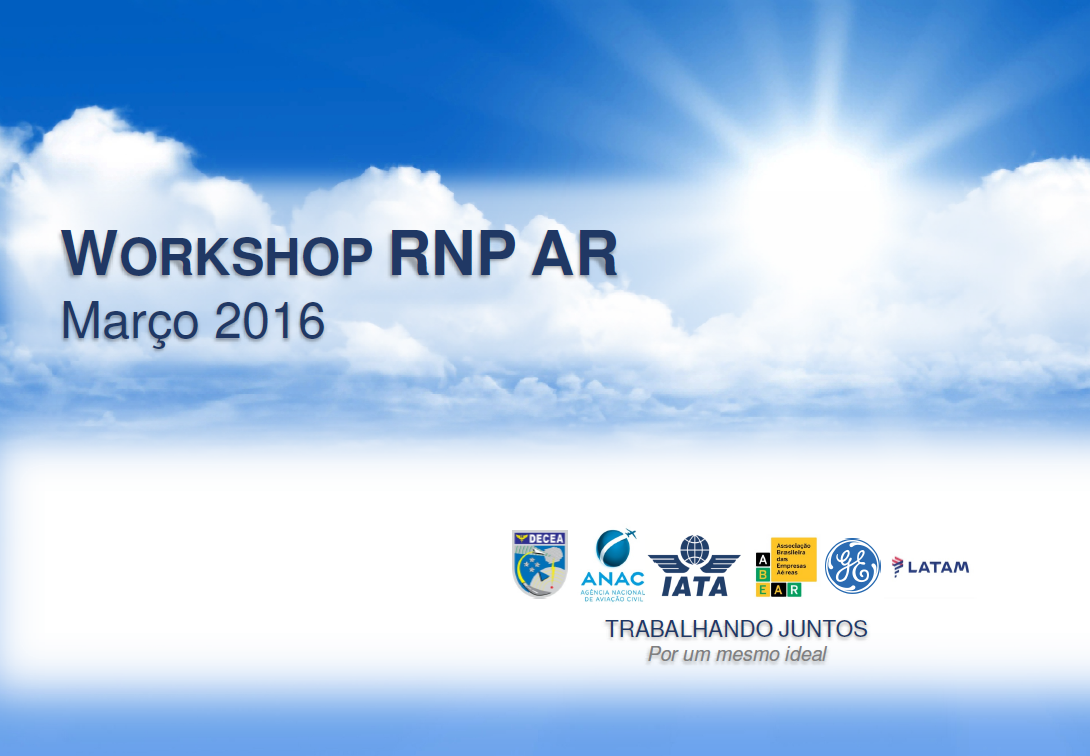 WORKSHOP RNP AR
Março 2016
DECEA
ANAC
AGÊNCIA NACIONAL
DE AVIAÇÃO CIVIL
IATA
Associação
Brasileira
das
Empresas
Aéreas
A
B
E A R
GE
LATAM
TRABALHANDO JUNTOS
Por um mesmo ideal